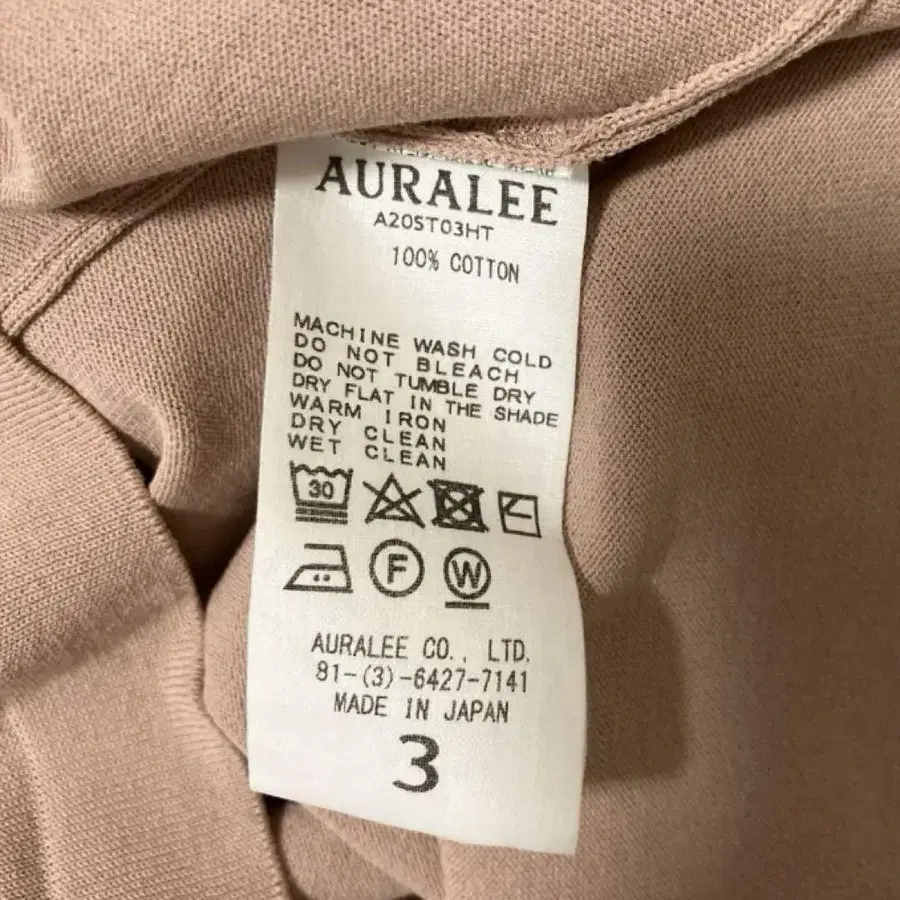 AURALEE
A20ST03HT
100% COTTON
MACHINE WASH COLD
DO NOT BLEACH
DO NOT TUMBLE DRY
DRY FLAT IN THE SHADE
WARM IRON
DRY CLEAN
WET CLEAN
30
F W
AURALEE CO., LTD.
81-(3)-6427-7141
MADE IN JAPAN
3